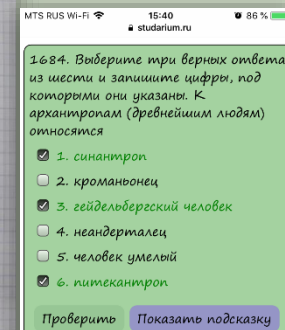 MTS RUS Wi-Fi 15:40 86 %
studarium.ru
1684. Выберите три верных ответа
из шести и запишите цифры, под
которыми они указаны. К
архантропам (древнейшим людям)
относятся
1. синантроп
2. кроманьонец
3. гейдельбергский человек
4. неандерталец
5. человек умелый
6. питекантроп
Проверить Показать подсказку